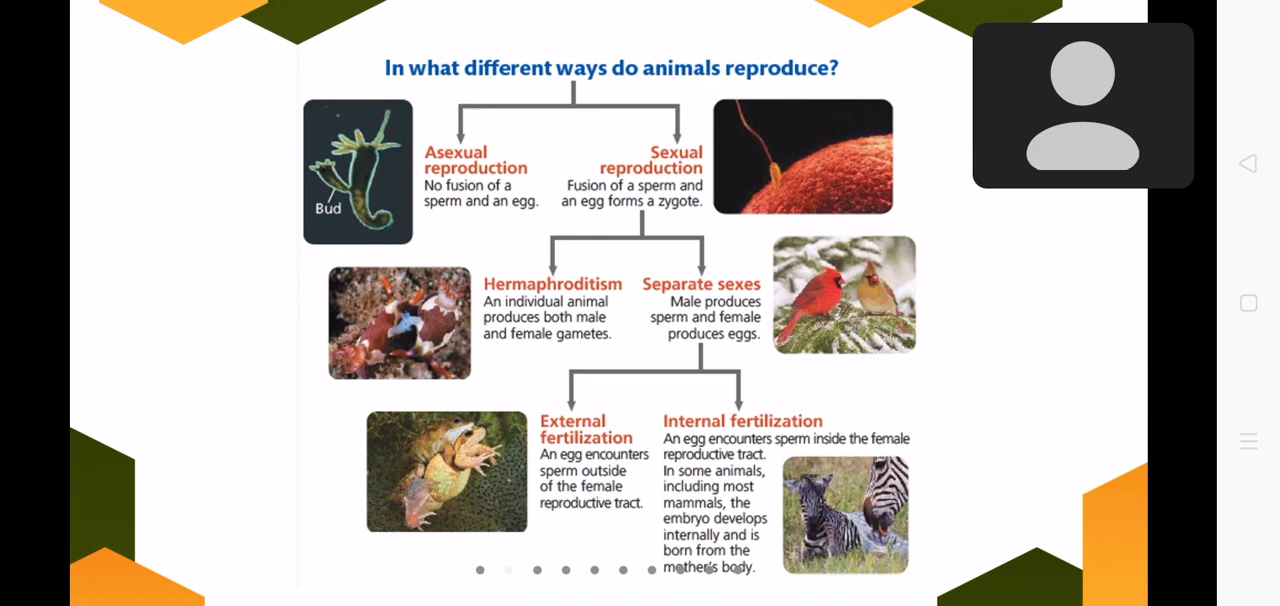 In what different ways do animals reproduce?
Bud
Asexual
reproduction
No fusion of a
sperm and an egg.
Sexual
reproduction
Fusion of a sperm and
an egg forms a zygote.
Hermaphroditism
An individual animal
produces both male
and female gametes.
Separate sexes
Male produces
sperm and female
produces eggs.
External
fertilization
An egg encounters
sperm outside
of the female
reproductive tract.
Internal fertilization
An egg encounters sperm inside the female
reproductive tract.
In some animals,
including most
mammals, the
embryo develops
internally and is
born from the
mother's body.